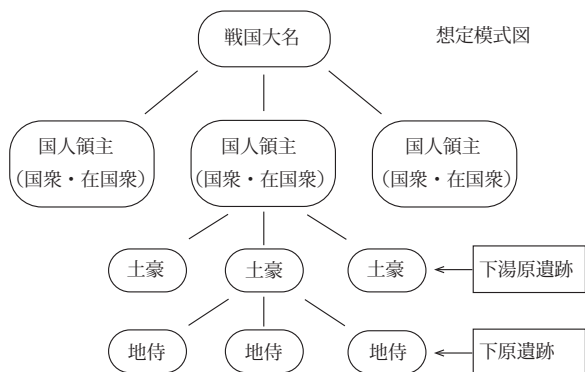 戦国大名
想定模式図
国人領主
(国衆・在国衆)
国人領主
(国衆・在国衆)
国人領主
(国衆・在国衆)
土豪
土豪
土豪
下湯原遺跡
地侍
地侍
地侍
下原遺跡